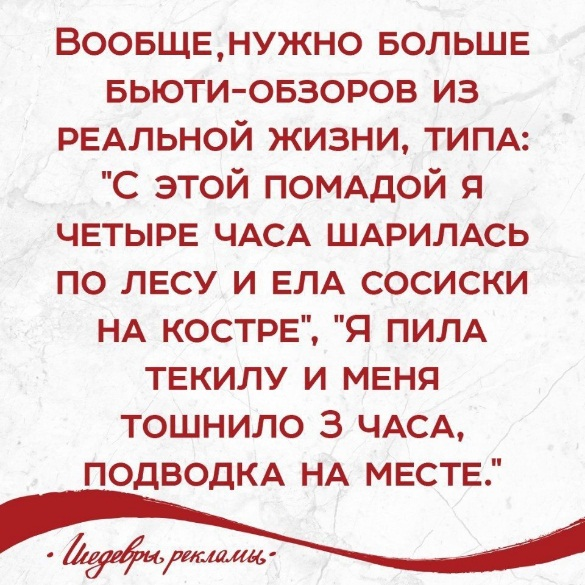 Вообще,нужно больше
бьюти-обзоров из
реальной жизни, типа:
"С этой помадой я
четыре часа шарилась
по лесу и ела сосиски
на костре", "Я пила
текилу и меня
тошнило 3 часа,
подводка на месте."
·Шедевры рекламы·